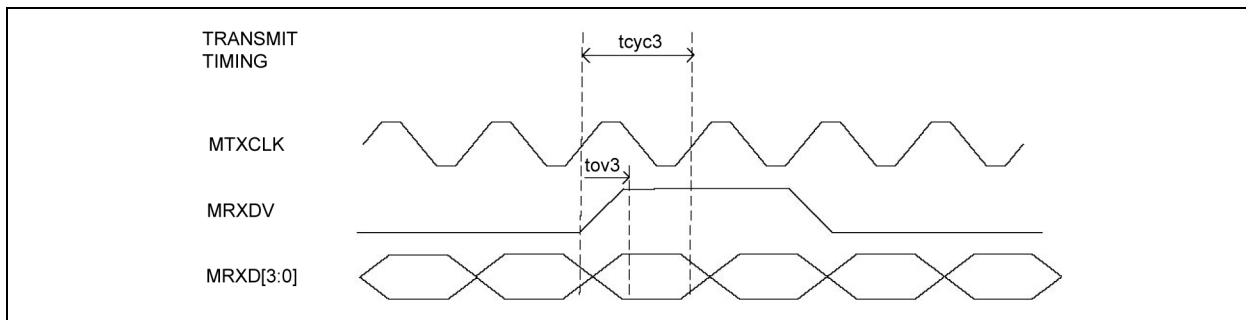 TRANSMIT
TIMING
tcyc3
MTXCLK
tov3
MRXDV
MRXD[3:0]